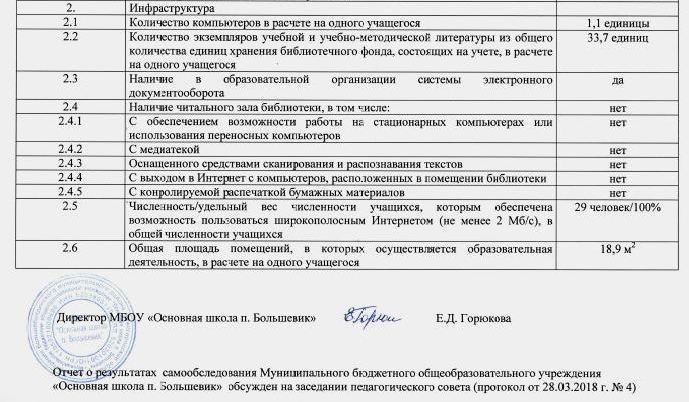 2. Инфраструктура
2.1 Количество компьютеров в расчете на одного учащегося 1,1 единицы
2.2 Количество экземпляров учебной и учебно-методической литературы из общего 33,7 единиц
количества единиц хранения библиотечного фонда, состоящих на учете, в расчете
на одного учащегося
2.3 Наличие в образовательной организации системы электронного да
документооборота
2.4 Наличие читального зала библиотеки, в том числе: нет
2.4.1 С обеспечением возможности работы на стационарных компьютерах или нет
использования переносных компьютеров
2.4.2 С медиатекой нет
2.4.3 Оснащенного средствами сканирования и распознавания текстов нет
2.4.4 С выходом в Интернет с компьютеров, расположенных в помещении библиотеки нет
2.4.5 С контролируемой распечаткой бумажных материалов нет
2.5 Численность/удельный вес численности учащихся, которым обеспечена 29 человек/100%
возможность пользоваться широкополосным Интернетом (не менее 2 Мб/с), в
общей численности учащихся
2.6 Общая площадь помещений, в которых осуществляется образовательная 18,9 м²
деятельность, в расчете на одного учащегося
"Основная школа
п. Большевик"
Директор МБОУ «Основная школа п. Большевик» Е.Д. Горюкова
Отчет о результатах самообследования Муниципального бюджетного общеобразовательного учреждения
«Основная школа п. Большевик» обсужден на заседании педагогического совета (протокол от 28.03.2018 г. № 4)